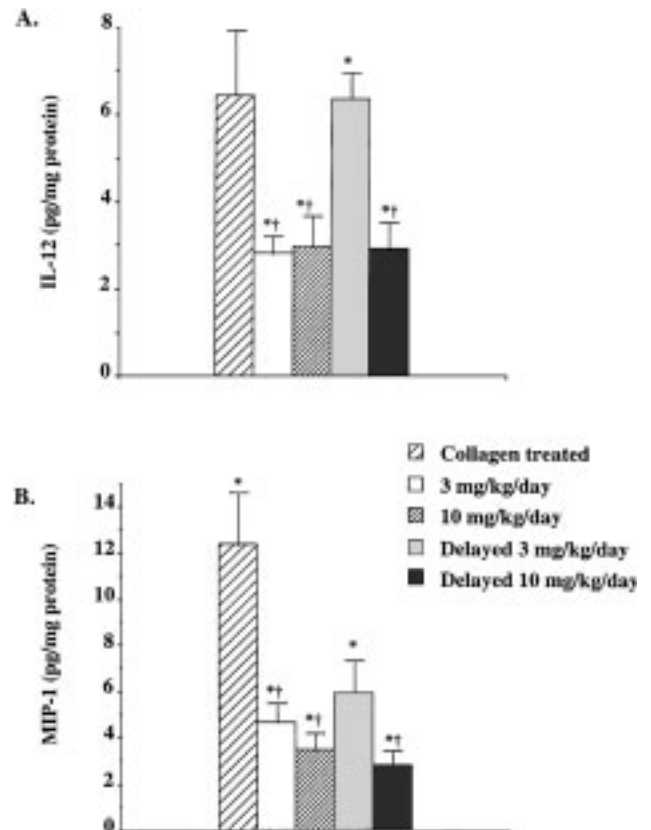 A.
8
6
4
2
0
IL-12 (pg/mg protein)
*†
*†
*
*†
Collagen treated
3 mg/kg/day
10 mg/kg/day
Delayed 3 mg/kg/day
Delayed 10 mg/kg/day
B.
14
12
10
8
6
4
2
0
MIP-1 (pg/mg protein)
*
*†
*†
*
*†